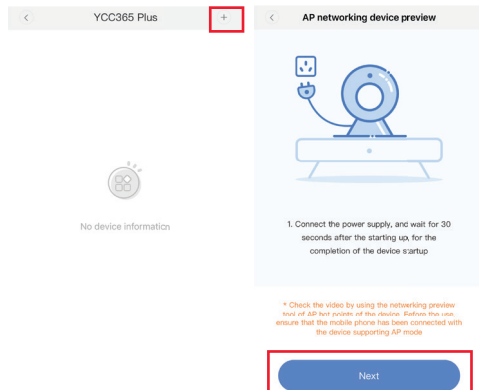 YCC365 Plus +
No device information
AP networking device preview
1. Connect the power supply, and wait for 30
seconds after the starting up, for the
completion of the device startup
* Check the video by using the networking preview
tool of AP hot points of the device. Before the use,
ensure that the mobile phone has been connected with
the device supporting AP mode
Next